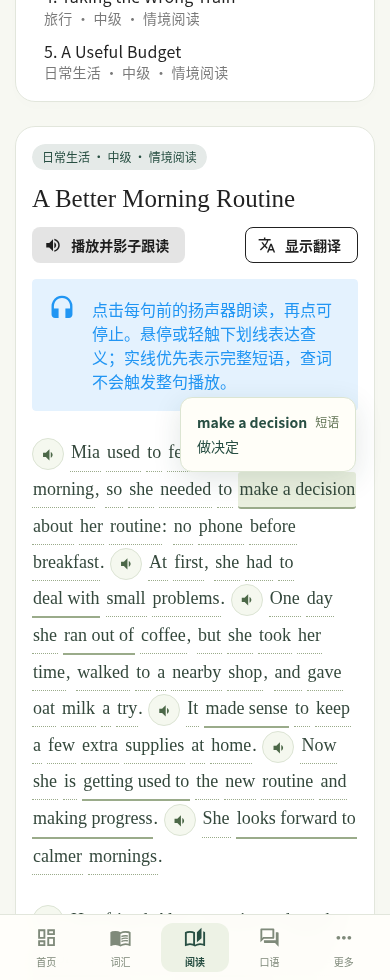 旅行 · 中级 · 情境阅读
5. A Useful Budget
日常生活 · 中级 · 情境阅读
日常生活 · 中级 · 情境阅读
A Better Morning Routine
播放并影子跟读
显示翻译
点击每句前的扬声器朗读，再点可
停止。悬停或轻触下划线表达查
义；实线优先表示完整短语，查词
不会触发整句播放。
make a decision 短语
做决定
Mia used to
morning, so she needed to make a decision
about her routine: no phone before
breakfast. At first, she had to
deal with small problems. One day
she ran out of coffee, but she took her
time, walked to a nearby shop, and gave
oat milk a try. It made sense to keep
a few extra supplies at home. Now
she is getting used to the new routine and
making progress. She looks forward to
calmer mornings.
首页
词汇
阅读
口语
更多